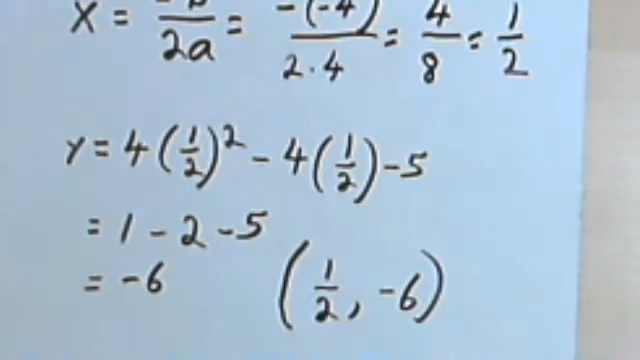 X = -b/2a = -(-4)/2·4 = 4/8 = 1/2
y = 4(1/2)² - 4(1/2) - 5
= 1 - 2 - 5
= -6 (1/2, -6)